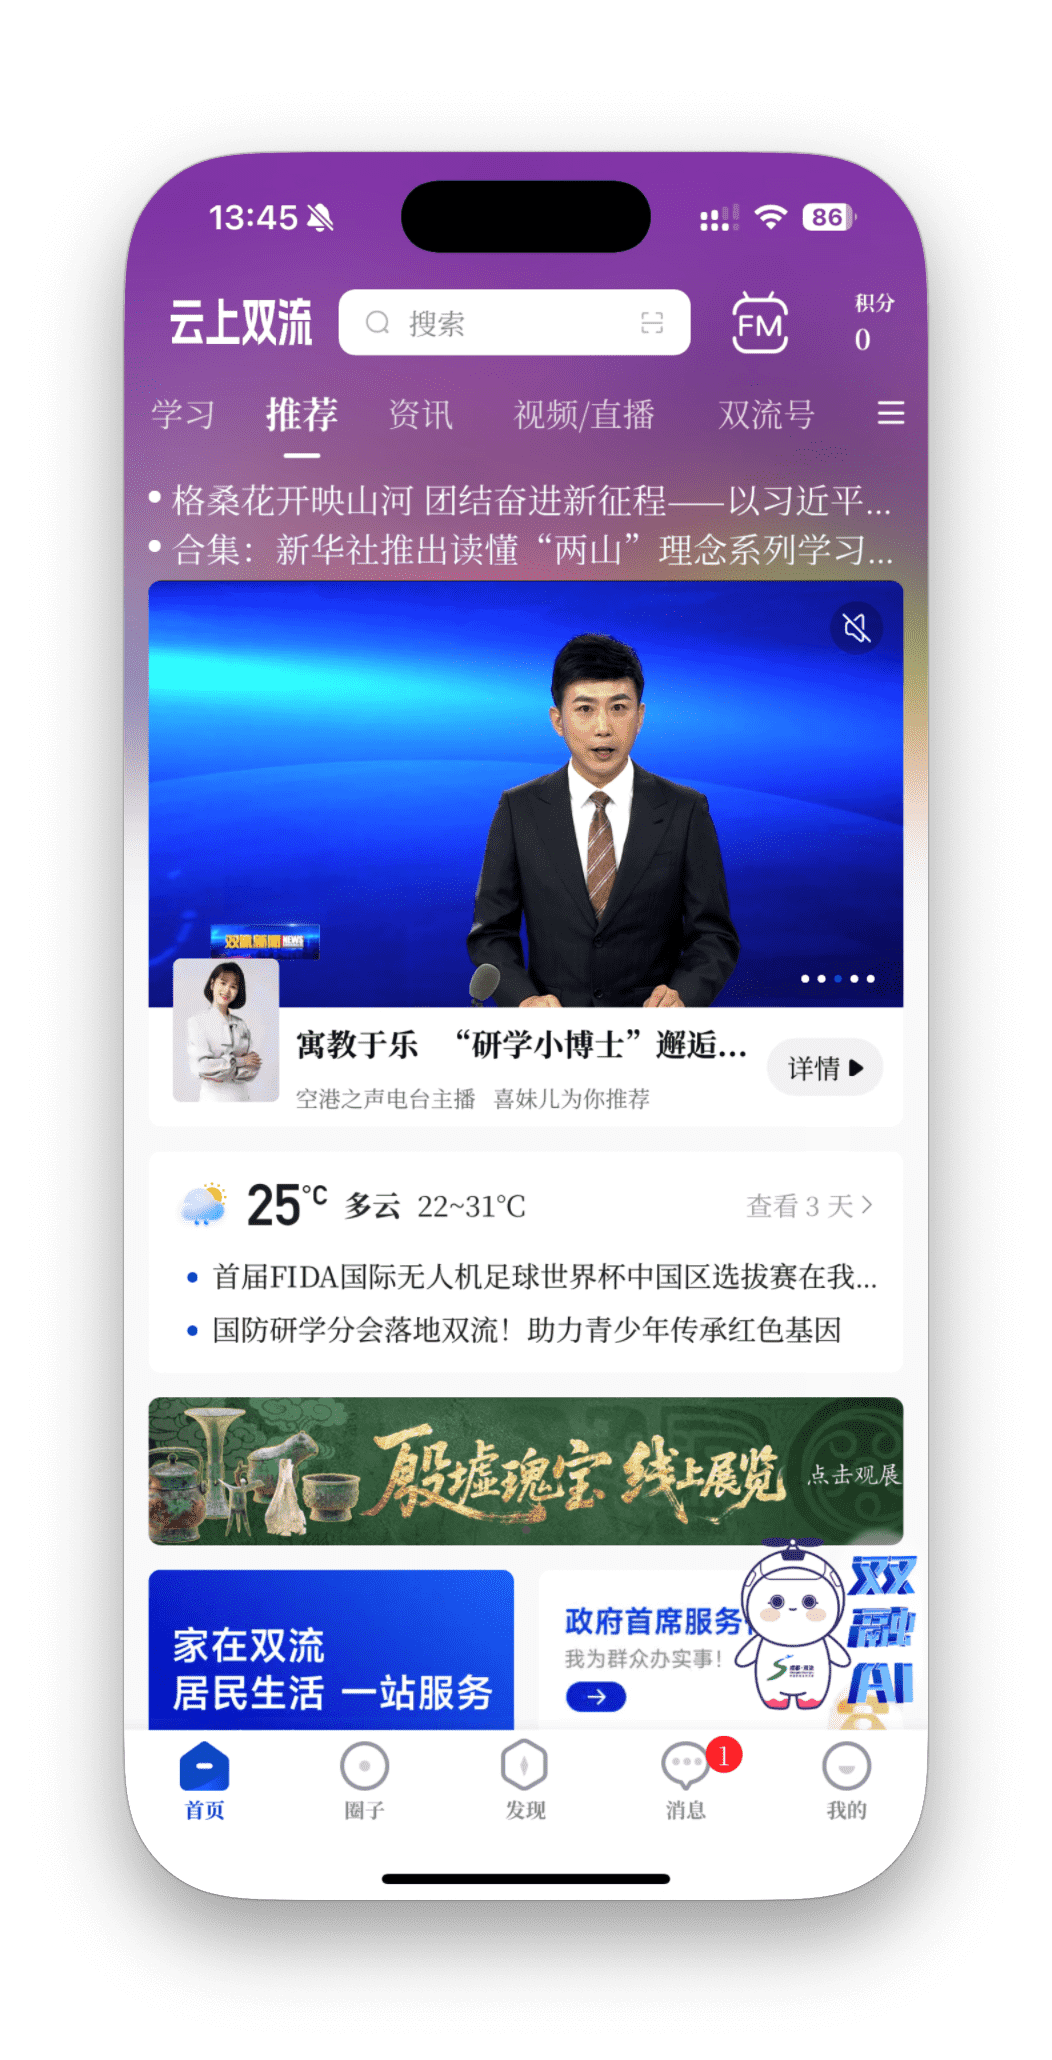 13:45
86
云上双流
搜索
FM
积分
0
学习 推荐 资讯 视频/直播 双流号
格桑花开映山河 团结奋进新征程——以习近平...
合集：新华社推出读懂“两山”理念系列学习...
双流新闻 NEWS
寓教于乐 “研学小博士”邂逅...
空港之声电台主播 喜妹儿为你推荐
详情
25°C 多云 22~31°C
查看 3 天
首届FIDA国际无人机足球世界杯中国区选拔赛在我...
国防研学分会落地双流！助力青少年传承红色基因
殷墟瑰宝 线上展览
点击观展
家在双流
居民生活 一站服务
政府首席服务
我为群众办实事！
双融AI
首页 圈子 发现 消息 我的
1